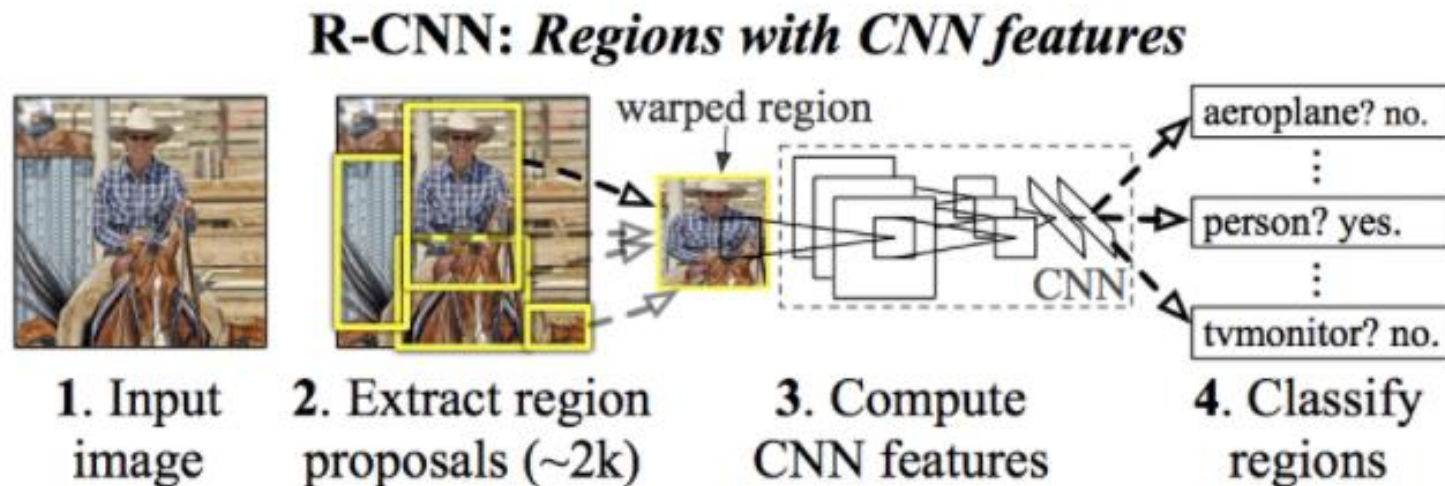 R-CNN: Regions with CNN features
warped region
aeroplane? no.
person? yes.
CNN
tvmonitor? no.
1. Input
image
2. Extract region
proposals (~2k)
3. Compute
CNN features
4. Classify
regions